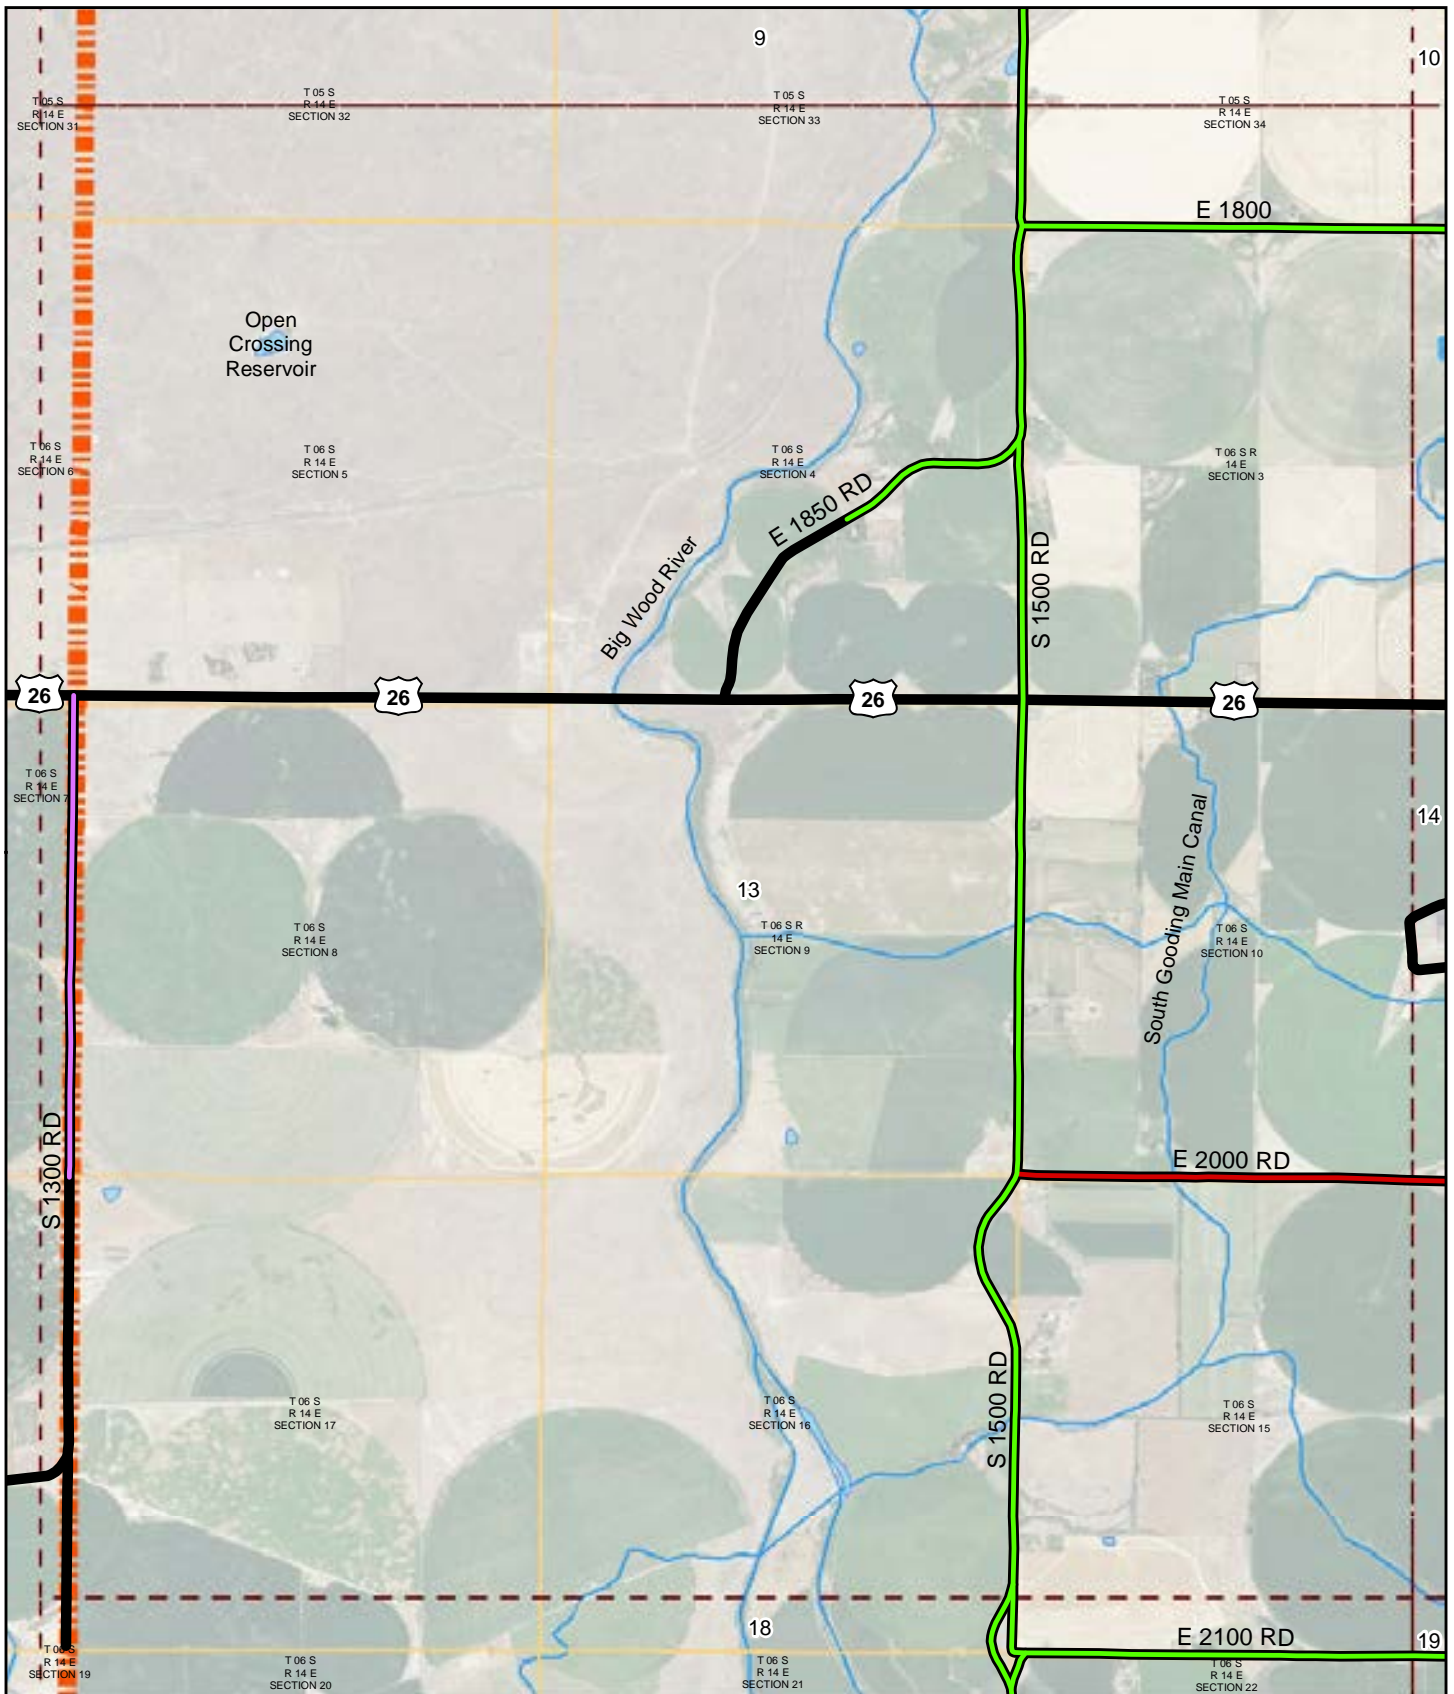 9
10
T 05 S
R 14 E
SECTION 31
T 05 S
R 14 E
SECTION 32
T 05 S
R 14 E
SECTION 33
T 05 S
R 14 E
SECTION 34
E 1800
Open
Crossing
Reservoir
T 06 S
R 14 E
SECTION 6
T 06 S
R 14 E
SECTION 5
T 06 S
R 14 E
SECTION 4
T 06 S R
14 E
SECTION 3
E 1850 RD
Big Wood River
S 1500 RD
26
26
26
26
T 06 S
R 14 E
SECTION 7
14
South Gooding Main Canal
13
T 06 S
R 14 E
SECTION 8
T 06 S R
14 E
SECTION 9
T 06 S
R 14 E
SECTION 10
S 1300 RD
E 2000 RD
S 1500 RD
T 06 S
R 14 E
SECTION 17
T 06 S
R 14 E
SECTION 16
T 06 S
R 14 E
SECTION 15
18
E 2100 RD
19
T 06 S
R 14 E
SECTION 19
T 06 S
R 14 E
SECTION 20
T 06 S
R 14 E
SECTION 21
T 06 S
R 14 E
SECTION 22